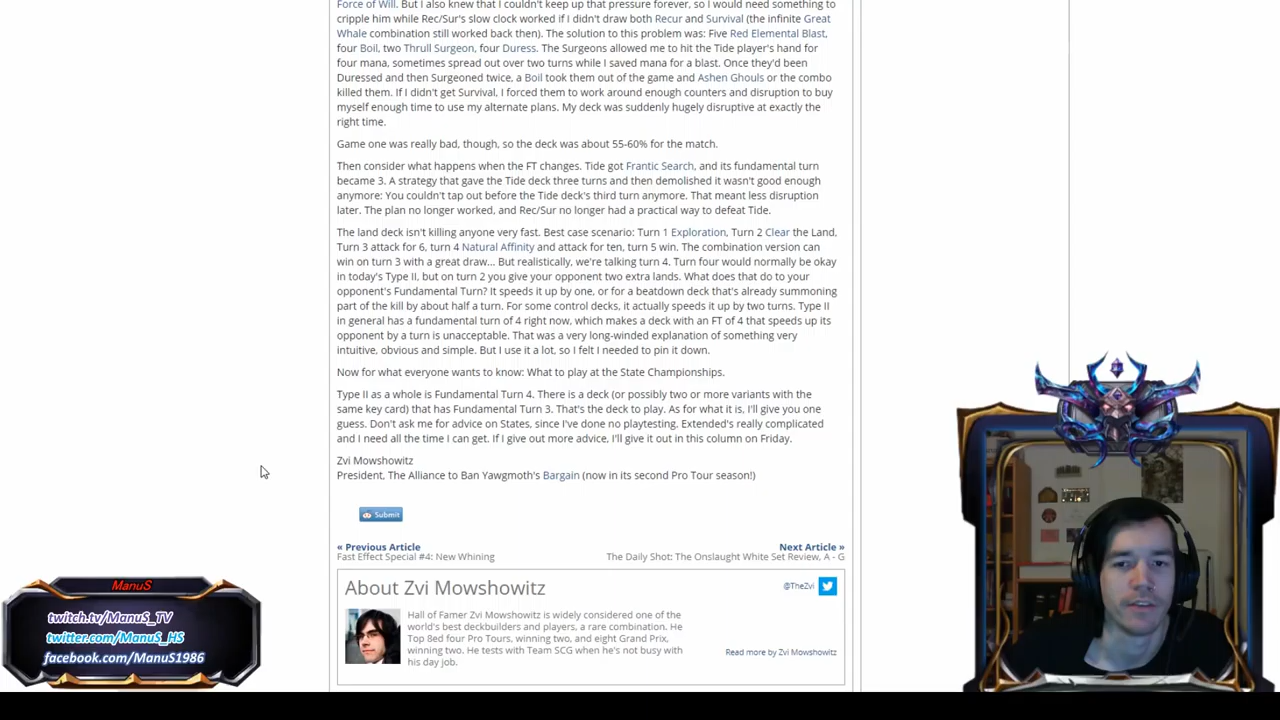 Force of Will. But I also knew that I couldn't keep up that pressure forever, so I would need something to
cripple him while Rec/Sur's slow clock worked if I didn't draw both Recur and Survival (the infinite Great
Whale combination still worked back then). The solution to this problem was: Five Red Elemental Blast,
four Boil, two Thrull Surgeon, four Duress. The Surgeons allowed me to hit the Tide player's hand for
four mana, sometimes spread out over two turns while I saved mana for a blast. Once they'd been
Duressed and then Surgeoned twice, a Boil took them out of the game and Ashen Ghouls or the combo
killed them. If I didn't get Survival, I forced them to work around enough counters and disruption to buy
myself enough time to use my alternate plans. My deck was suddenly hugely disruptive at exactly the
right time.
Game one was really bad, though, so the deck was about 55-60% for the match.
Then consider what happens when the FT changes. Tide got Frantic Search, and its fundamental turn
became 3. A strategy that gave the Tide deck three turns and then demolished it wasn't good enough
anymore: You couldn't tap out before the Tide deck's third turn anymore. That meant less disruption
later. The plan no longer worked, and Rec/Sur no longer had a practical way to defeat Tide.
The land deck isn't killing anyone very fast. Best case scenario: Turn 1 Exploration, Turn 2 Clear the Land,
Turn 3 attack for 6, turn 4 Natural Affinity and attack for ten, turn 5 win. The combination version can
win on turn 3 with a great draw... But realistically, we're talking turn 4. Turn four would normally be okay
in today's Type II, but on turn 2 you give your opponent two extra lands. What does that do to your
opponent's Fundamental Turn? It speeds it up by one, or for a beatdown deck that's already summoning
part of the kill by about half a turn. For some control decks, it actually speeds it up by two turns. Type II
in general has a fundamental turn of 4 right now, which makes a deck with an FT of 4 that speeds up its
opponent by a turn is unacceptable. That was a very long-winded explanation of something very
intuitive, obvious and simple. But I use it a lot, so I felt I needed to pin it down.
Now for what everyone wants to know: What to play at the State Championships.
Type II as a whole is Fundamental Turn 4. There is a deck (or possibly two or more variants with the
same key card) that has Fundamental Turn 3. That's the deck to play. As for what it is, I'll give you one
guess. Don't ask me for advice on States, since I've done no playtesting. Extended's really complicated
and I need all the time I can get. If I give out more advice, I'll give it out in this column on Friday.
Zvi Mowshowitz
President, The Alliance to Ban Yawgmoth's Bargain (now in its second Pro Tour season!)
Submit
« Previous Article
Fast Effect Special #4: New Whining
Next Article »
The Daily Shot: The Onslaught White Set Review, A - G
About Zvi Mowshowitz
@TheZvi
Hall of Famer Zvi Mowshowitz is widely considered one of the
world's best deckbuilders and players, a rare combination. He
Top 8ed four Pro Tours, winning two, and eight Grand Prix,
winning two. He tests with Team SCG when he's not busy with
his day job.
Read more by Zvi Mowshowitz
ManuS
twitch.tv/ManuS_TV
twitter.com/ManuS_HS
facebook.com/ManuS1986